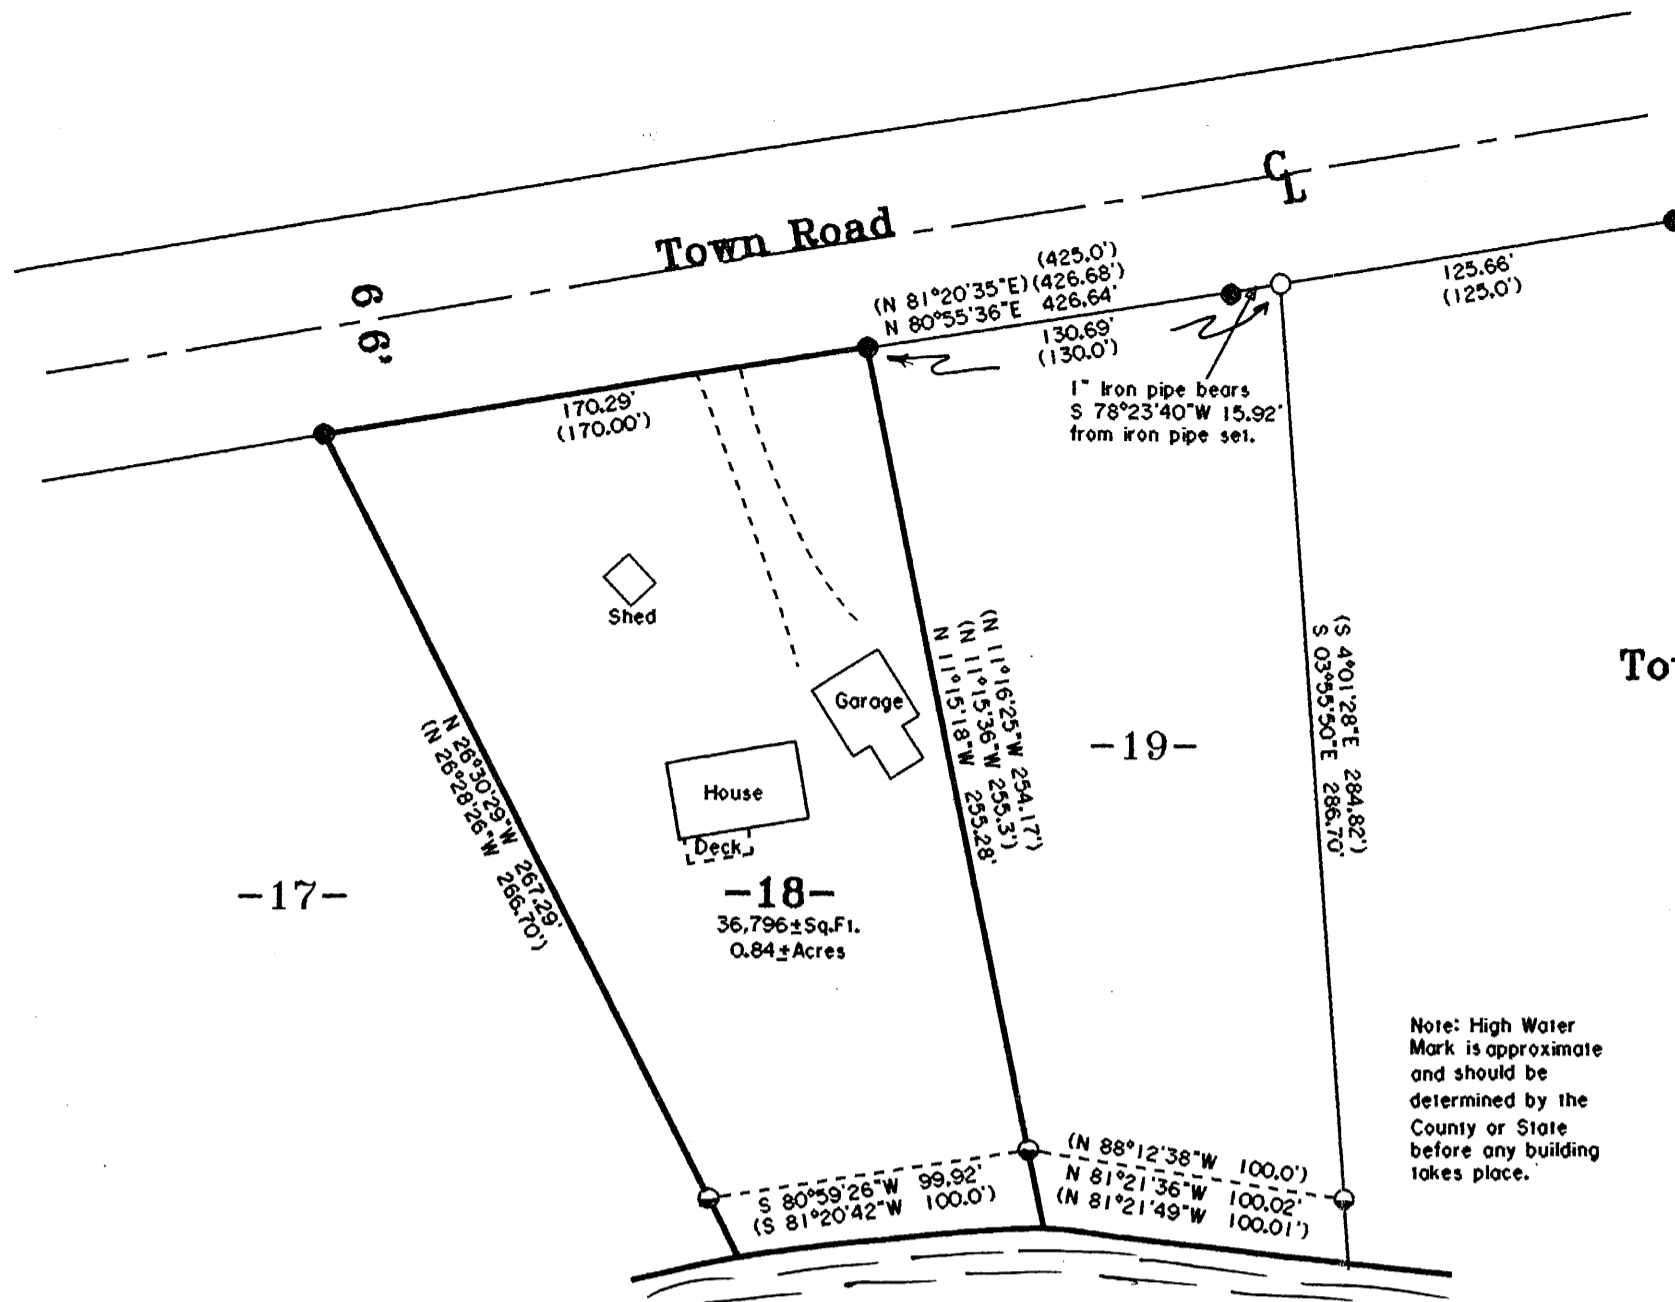 C
L
Town Road
66'
(425.0')
(N 81°20'35"E)(426.68')
N 80°55'36"E 426.64'
130.69'
(130.0')
125.66'
(125.0')
170.29'
(170.00')
1" Iron pipe bears
S 78°23'40"W 15.92'
from iron pipe set.
Shed
Garage
House
Deck
(N 11°16'25"W 254.17')
(N 11°15'36"W 255.3')
N 11°15'18"W 255.28'
(S 4°01'28"E 284.82')
S 03°55'50"E 286.70'
N 26°30'29"W 267.29'
(N 26°28'26"W 266.70')
-17-
-18-
36,796±Sq.Ft.
0.84±Acres
-19-
Note: High Water
Mark is approximate
and should be
determined by the
County or State
before any building
takes place.
S 80°59'26"W 99.92'
(S 81°20'42"W 100.0')
(N 88°12'38"W 100.0')
N 81°21'36"W 100.02'
(N 81°21'49"W 100.01')